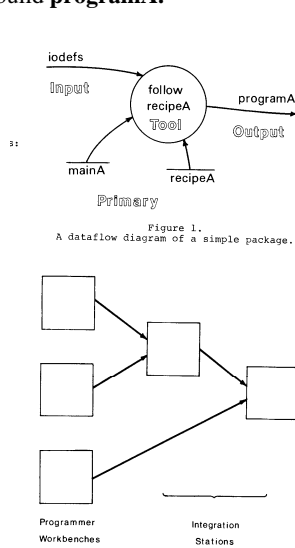 ound programA.
iodefs
Input
follow
recipeA
Tool
programA
Output
s:
mainA
recipeA
Primary
Figure 1.
A dataflow diagram of a simple package.
Programmer
Workbenches
Integration
Stations